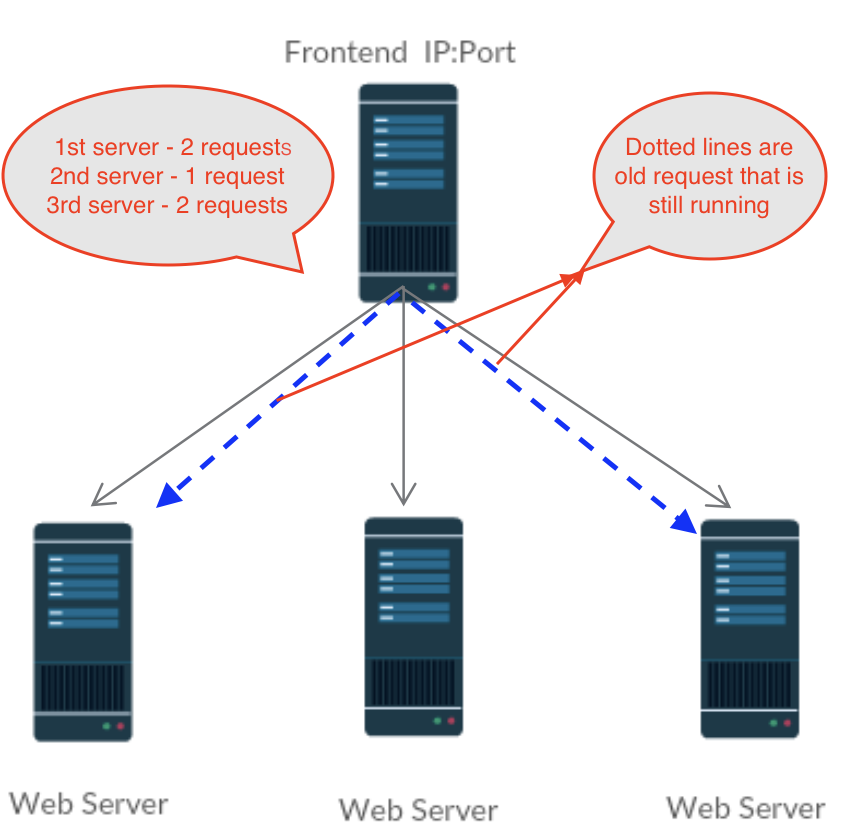 Frontend IP:Port
1st server - 2 requests
2nd server - 1 request
3rd server - 2 requests
Dotted lines are
old request that is
still running
Web Server
Web Server
Web Server